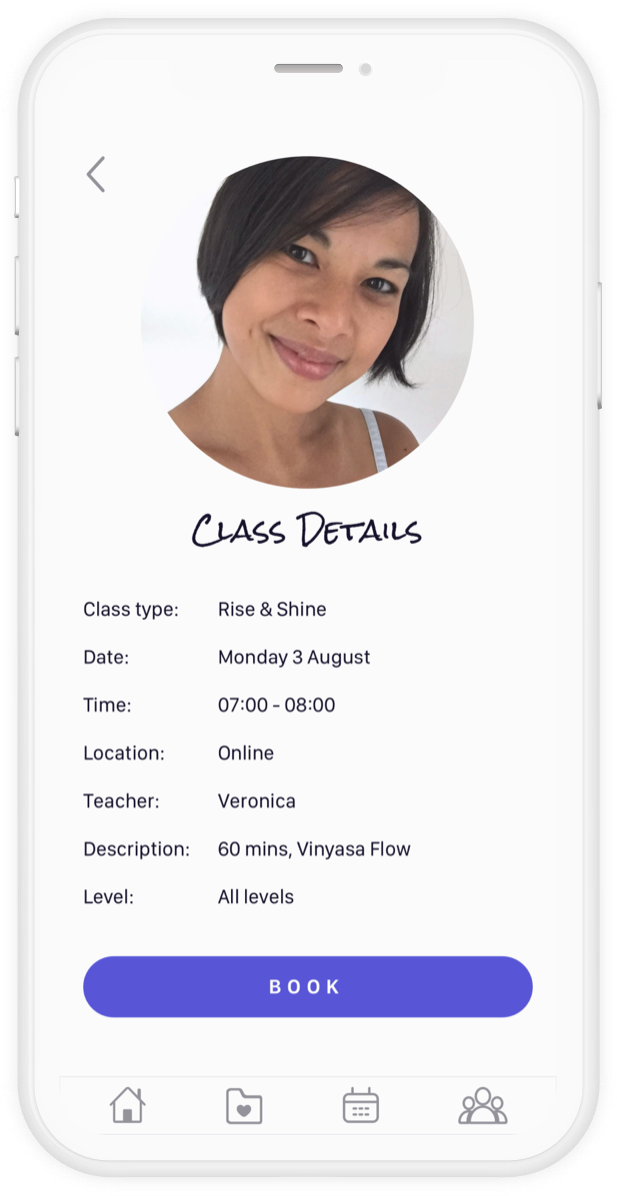 Class Details
Class type: Rise & Shine
Date: Monday 3 August
Time: 07:00 - 08:00
Location: Online
Teacher: Veronica
Description: 60 mins, Vinyasa Flow
Level: All levels
BOOK